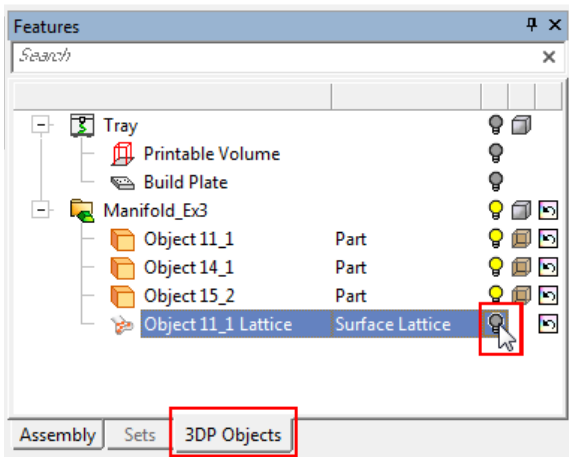 Features
Search
Tray
Printable Volume
Build Plate
Manifold_Ex3
Object 11_1 Part
Object 14_1 Part
Object 15_2 Part
Object 11_1 Lattice Surface Lattice
Assembly Sets 3DP Objects